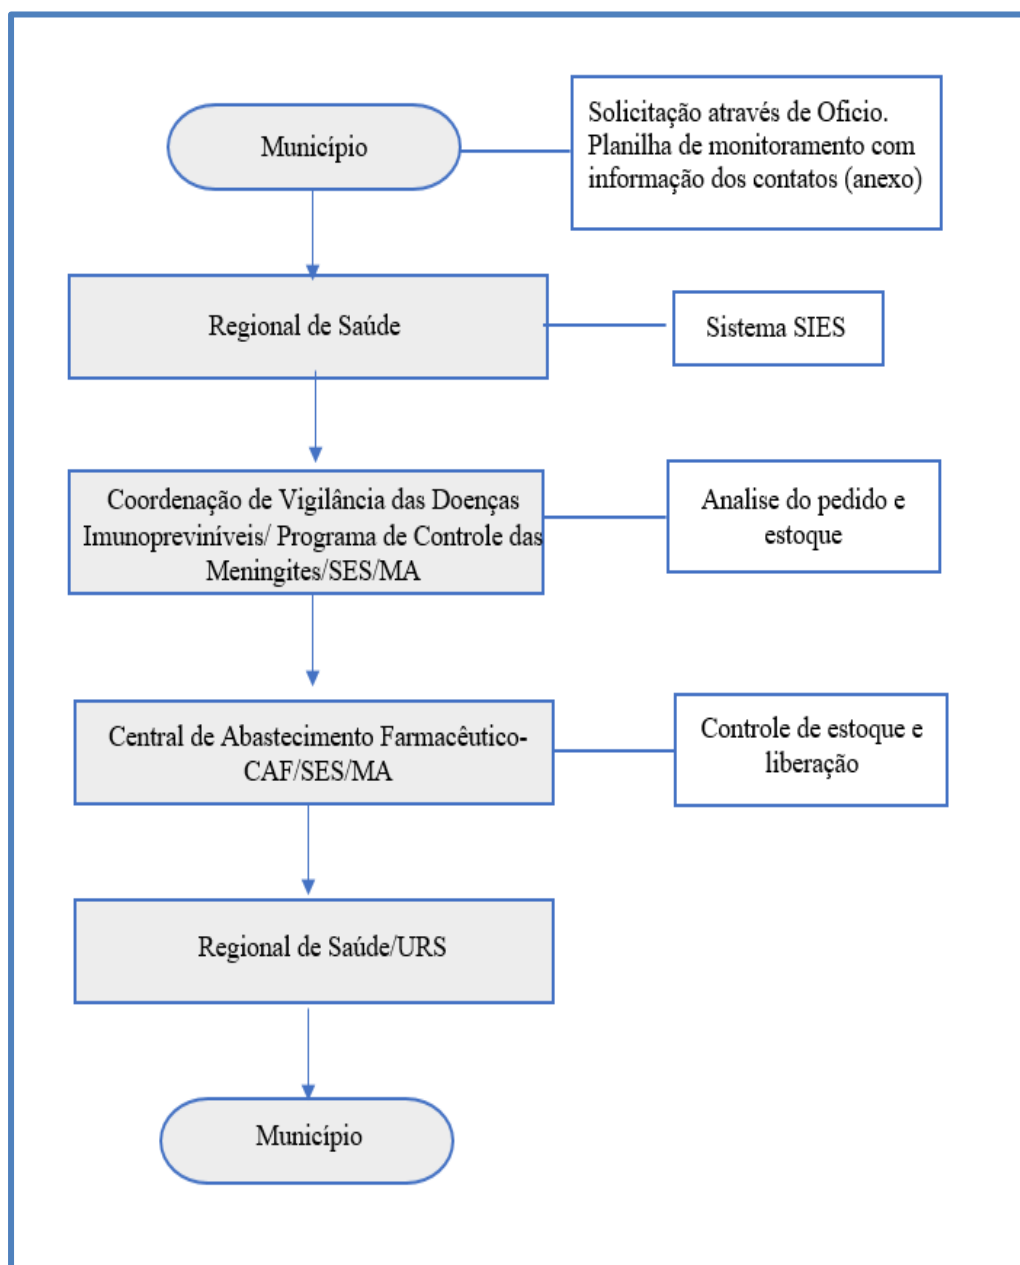 Município
Solicitação através de Oficio.
Planilha de monitoramento com
informação dos contatos (anexo)
Regional de Saúde
Sistema SIES
Coordenação de Vigilância das Doenças
Imunopreviníveis/ Programa de Controle das
Meningites/SES/MA
Analise do pedido e
estoque
Central de Abastecimento Farmacêutico-
CAF/SES/MA
Controle de estoque e
liberação
Regional de Saúde/URS
Município